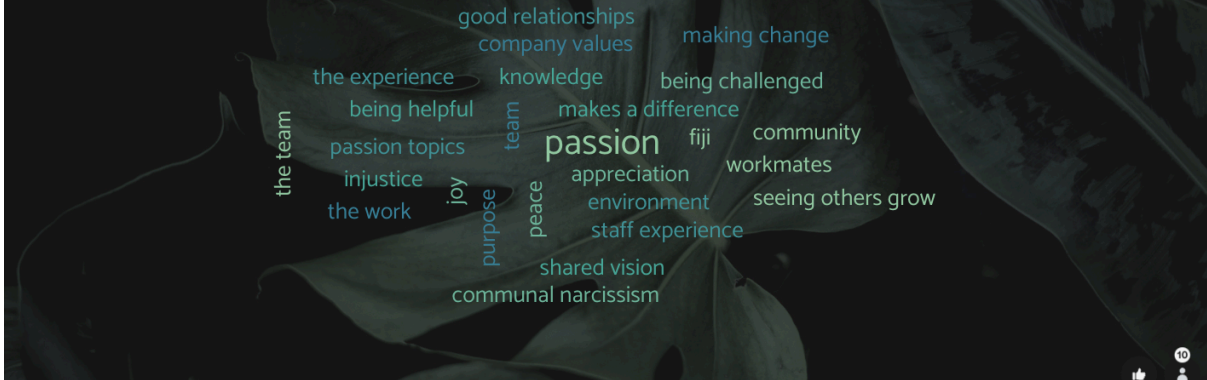 good relationships
company values
making change
the experience
knowledge
being challenged
being helpful
team
makes a difference
the team
passion topics
passion
fiji
community
workmates
injustice
joy
appreciation
seeing others grow
the work
purpose
peace
environment
staff experience
shared vision
communal narcissism
10